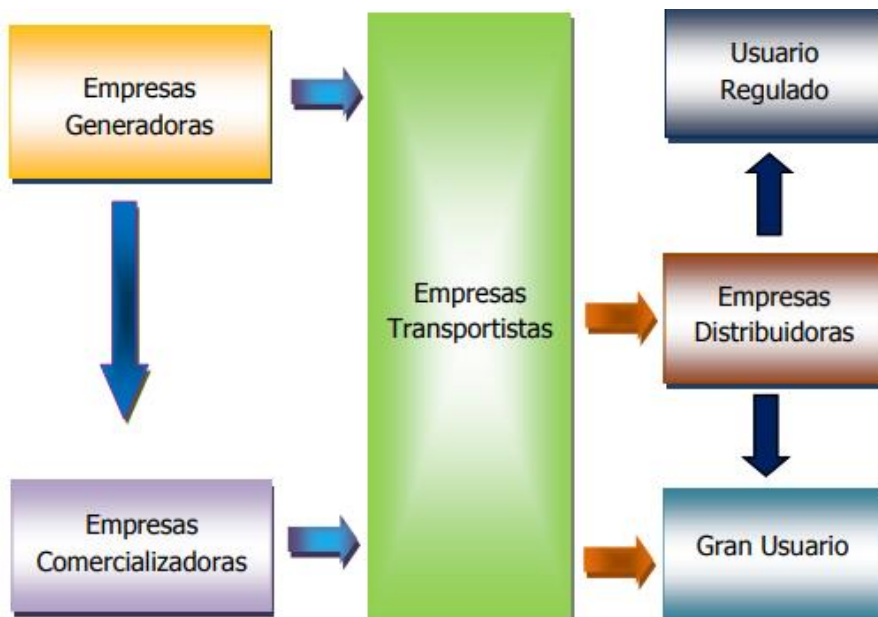 Empresas
Generadoras
Empresas
Comercializadoras
Empresas
Transportistas
Usuario
Regulado
Empresas
Distribuidoras
Gran Usuario